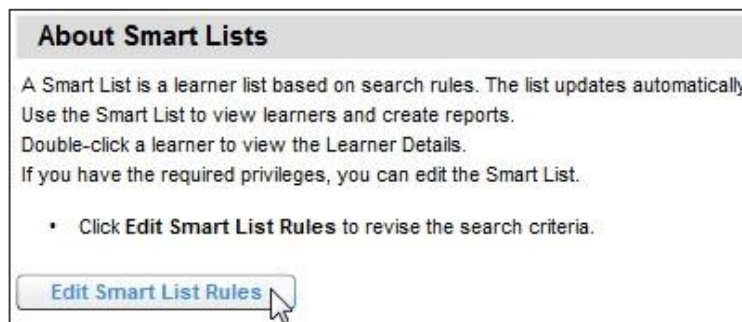 About Smart Lists
A Smart List is a learner list based on search rules. The list updates automatically
Use the Smart List to view learners and create reports.
Double-click a learner to view the Learner Details.
If you have the required privileges, you can edit the Smart List.
• Click Edit Smart List Rules to revise the search criteria.
Edit Smart List Rules